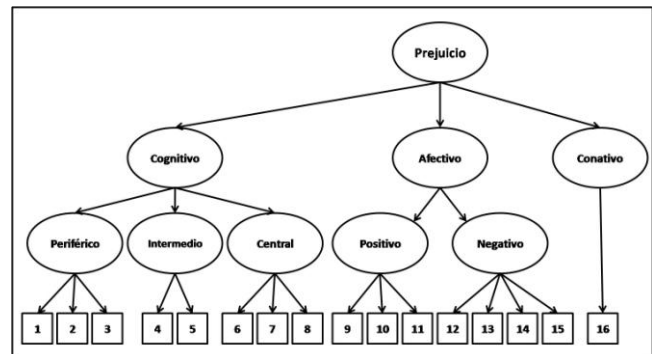 Prejuicio
Cognitivo Afectivo Conativo
Periférico Intermedio Central Positivo Negativo
1 2 3 4 5 6 7 8 9 10 11 12 13 14 15 16